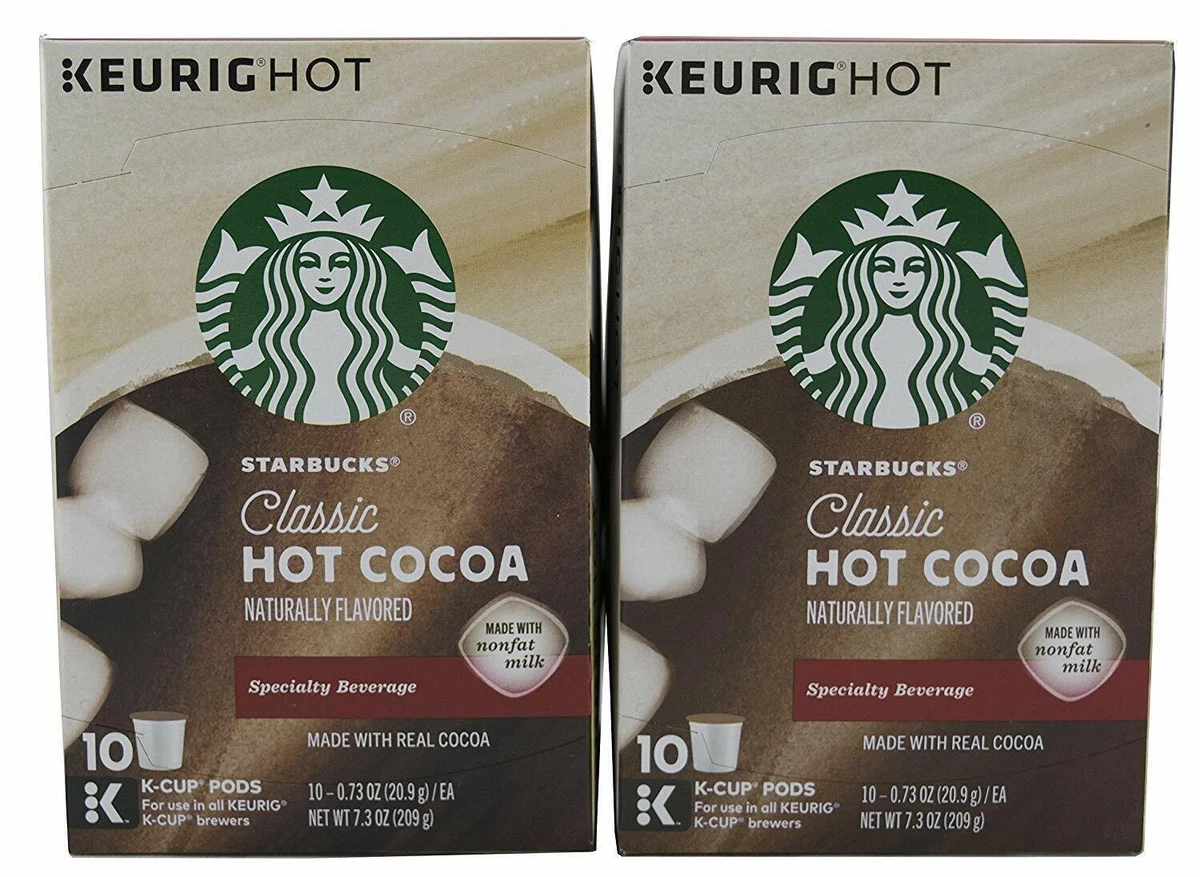 KEURIG® HOT
®
STARBUCKS®
Classic
HOT COCOA
NATURALLY FLAVORED
MADE WITH
nonfat
milk
Specialty Beverage
MADE WITH REAL COCOA
10
K-CUP® PODS
For use in all KEURIG®
K-CUP® brewers
K™
10 – 0.73 OZ (20.9 g) / EA
NET WT 7.3 OZ (209 g)
KEURIG® HOT
®
STARBUCKS®
Classic
HOT COCOA
NATURALLY FLAVORED
MADE WITH
nonfat
milk
Specialty Beverage
MADE WITH REAL COCOA
10
K-CUP® PODS
For use in all KEURIG®
K-CUP® brewers
K™
10 – 0.73 OZ (20.9 g) / EA
NET WT 7.3 OZ (209 g)